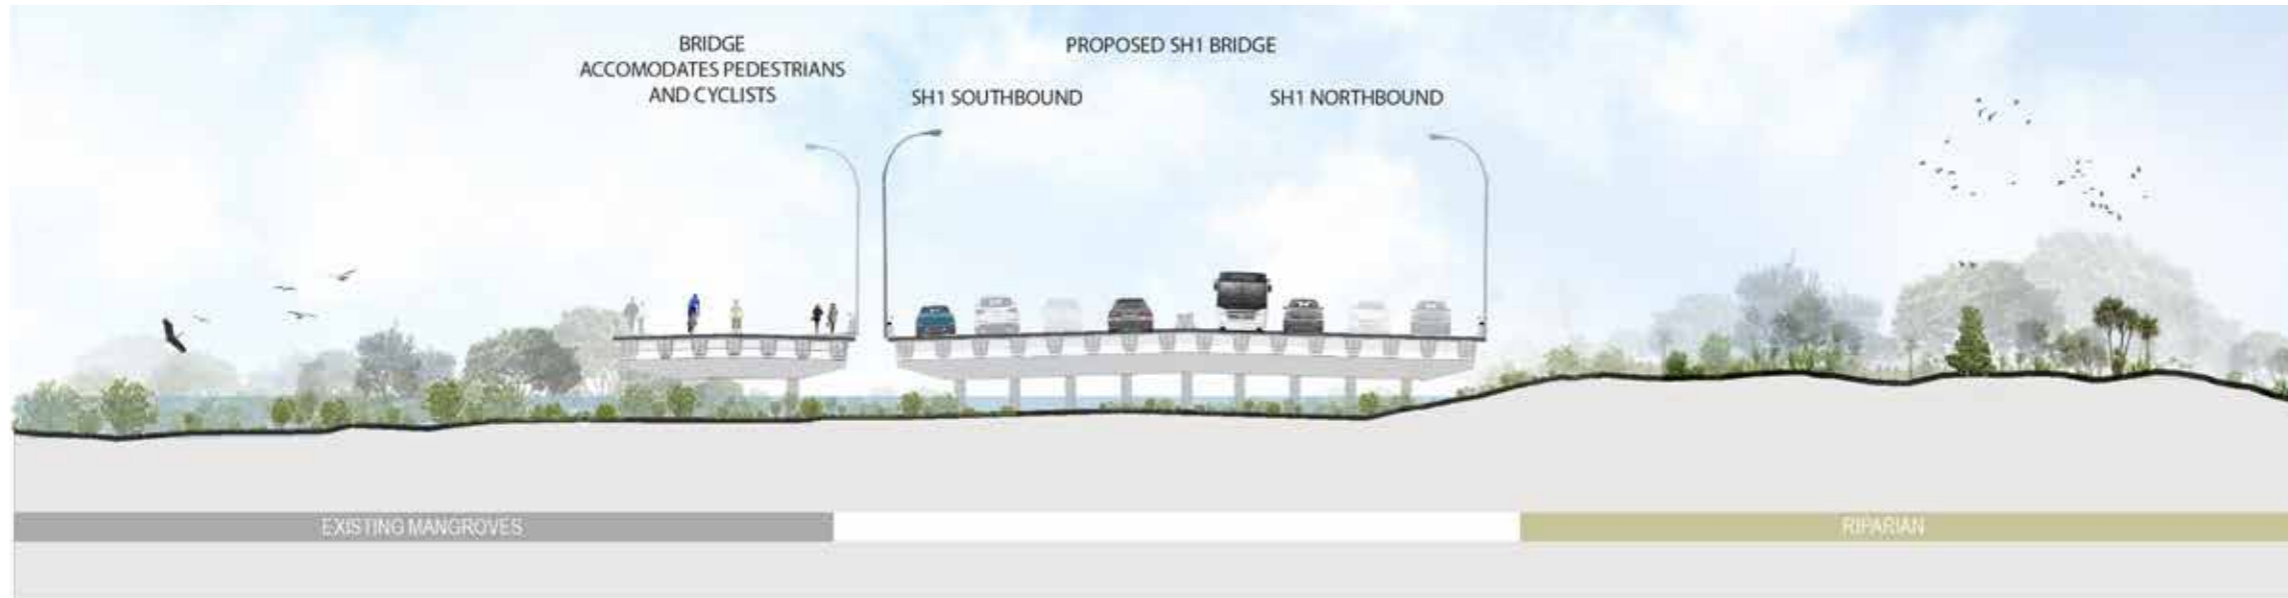 BRIDGE
ACCOMODATES PEDESTRIANS
AND CYCLISTS
PROPOSED SH1 BRIDGE
SH1 SOUTHBOUND
SH1 NORTHBOUND
EXISTING MANGROVES
RIPARIAN